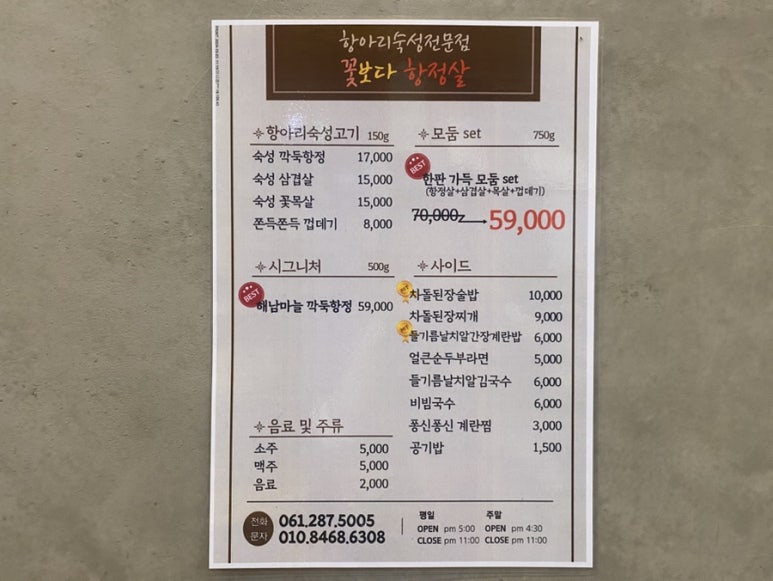 항아리숙성전문점
꽃보다 항정살
항아리숙성고기 150g
숙성 깍둑항정 17,000
숙성 삼겹살 15,000
숙성 꽃목살 15,000
쫀득쫀득 껍데기 8,000
모둠 set 750g
BEST
한판 가득 모둠 set
(항정살+삼겹살+목살+껍데기)
70,000 59,000
시그니처 500g
BEST
해남마늘 깍둑항정 59,000
사이드
차돌된장술밥 10,000
차돌된장찌개 9,000
들기름날치알간장계란밥 6,000
얼큰순두부라면 5,000
들기름날치알김국수 6,000
비빔국수 6,000
퐁신퐁신 계란찜 3,000
공기밥 1,500
음료 및 주류
소주 5,000
맥주 5,000
음료 2,000
전화 061.287.5005
문자 010.8468.6308
평일
OPEN pm 5:00
CLOSE pm 11:00
주말
OPEN pm 4:30
CLOSE pm 11:00